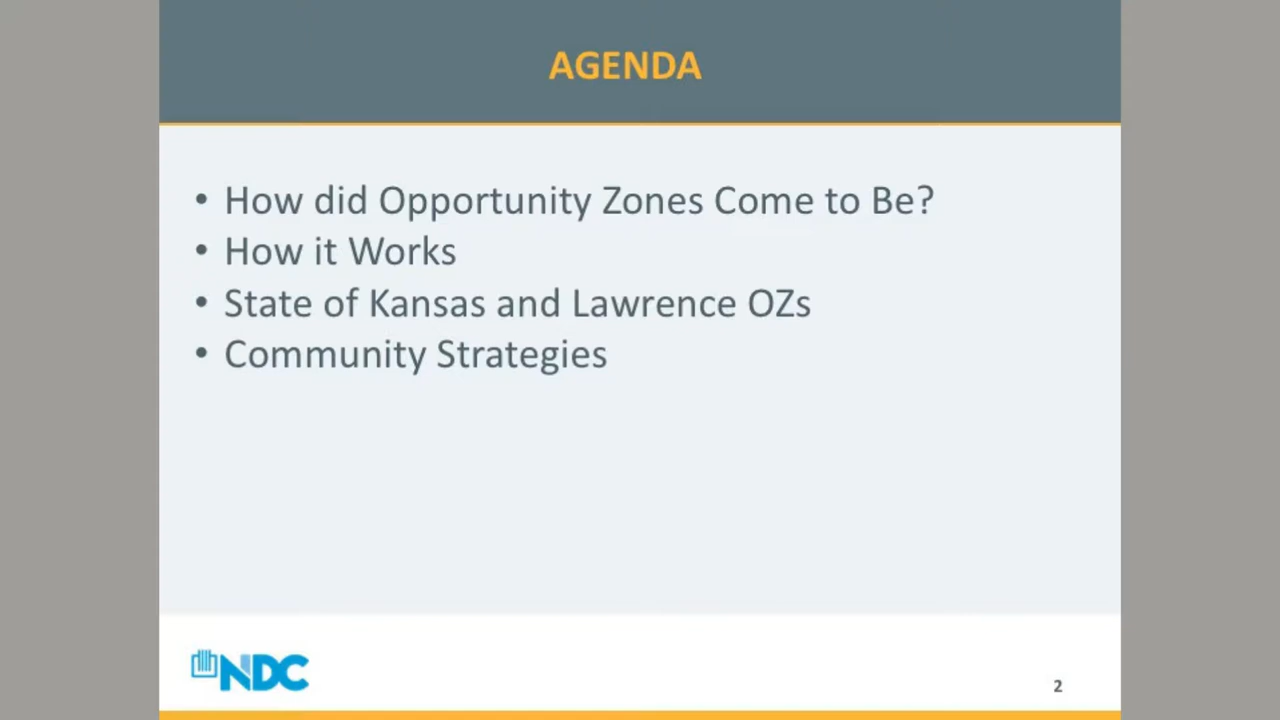 AGENDA
• How did Opportunity Zones Come to Be?
• How it Works
• State of Kansas and Lawrence OZs
• Community Strategies
NDC
2